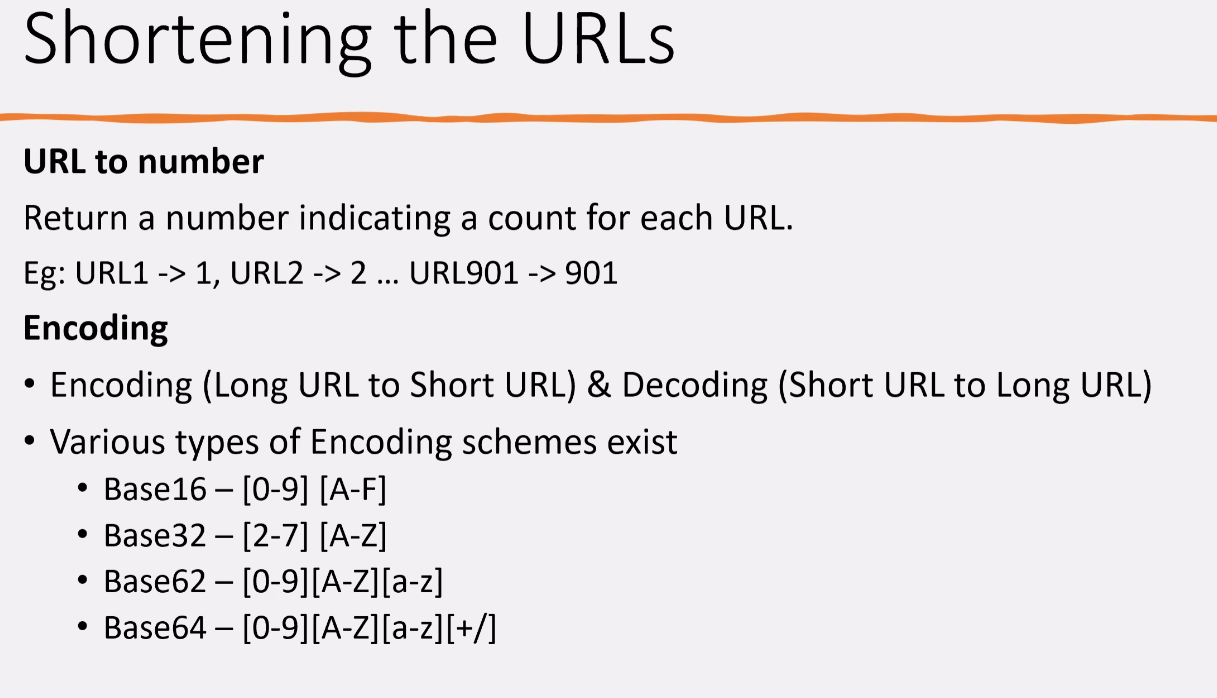 Shortening the URLs
URL to number
Return a number indicating a count for each URL.
Eg: URL1 -> 1, URL2 -> 2 … URL901 -> 901
Encoding
• Encoding (Long URL to Short URL) & Decoding (Short URL to Long URL)
• Various types of Encoding schemes exist
• Base16 – [0-9] [A-F]
• Base32 – [2-7] [A-Z]
• Base62 – [0-9][A-Z][a-z]
• Base64 – [0-9][A-Z][a-z][+/]